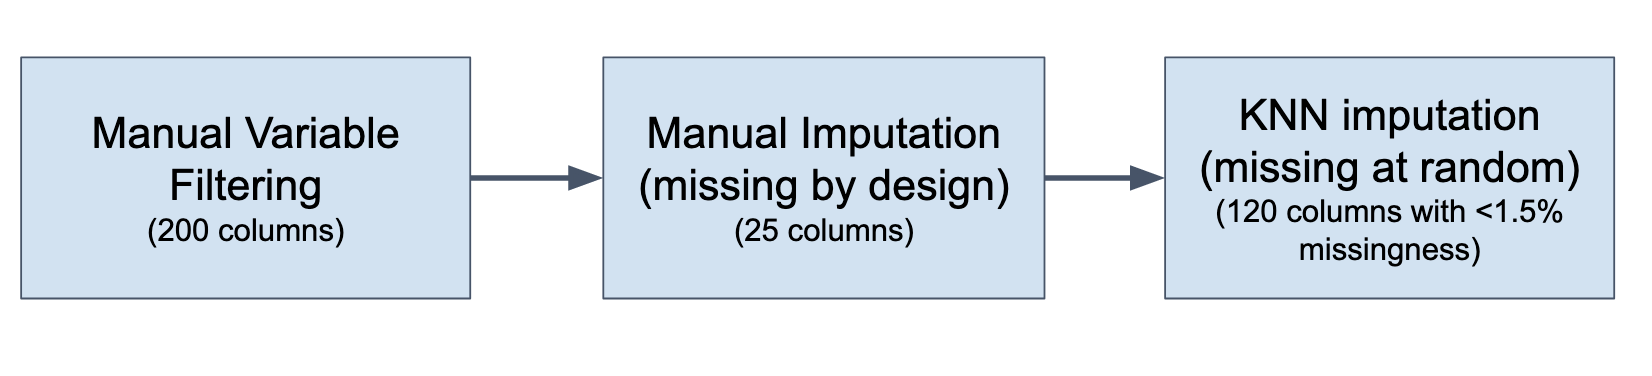 Manual Variable
Filtering
(200 columns)
Manual Imputation
(missing by design)
(25 columns)
KNN imputation
(missing at random)
(120 columns with <1.5%
missingness)